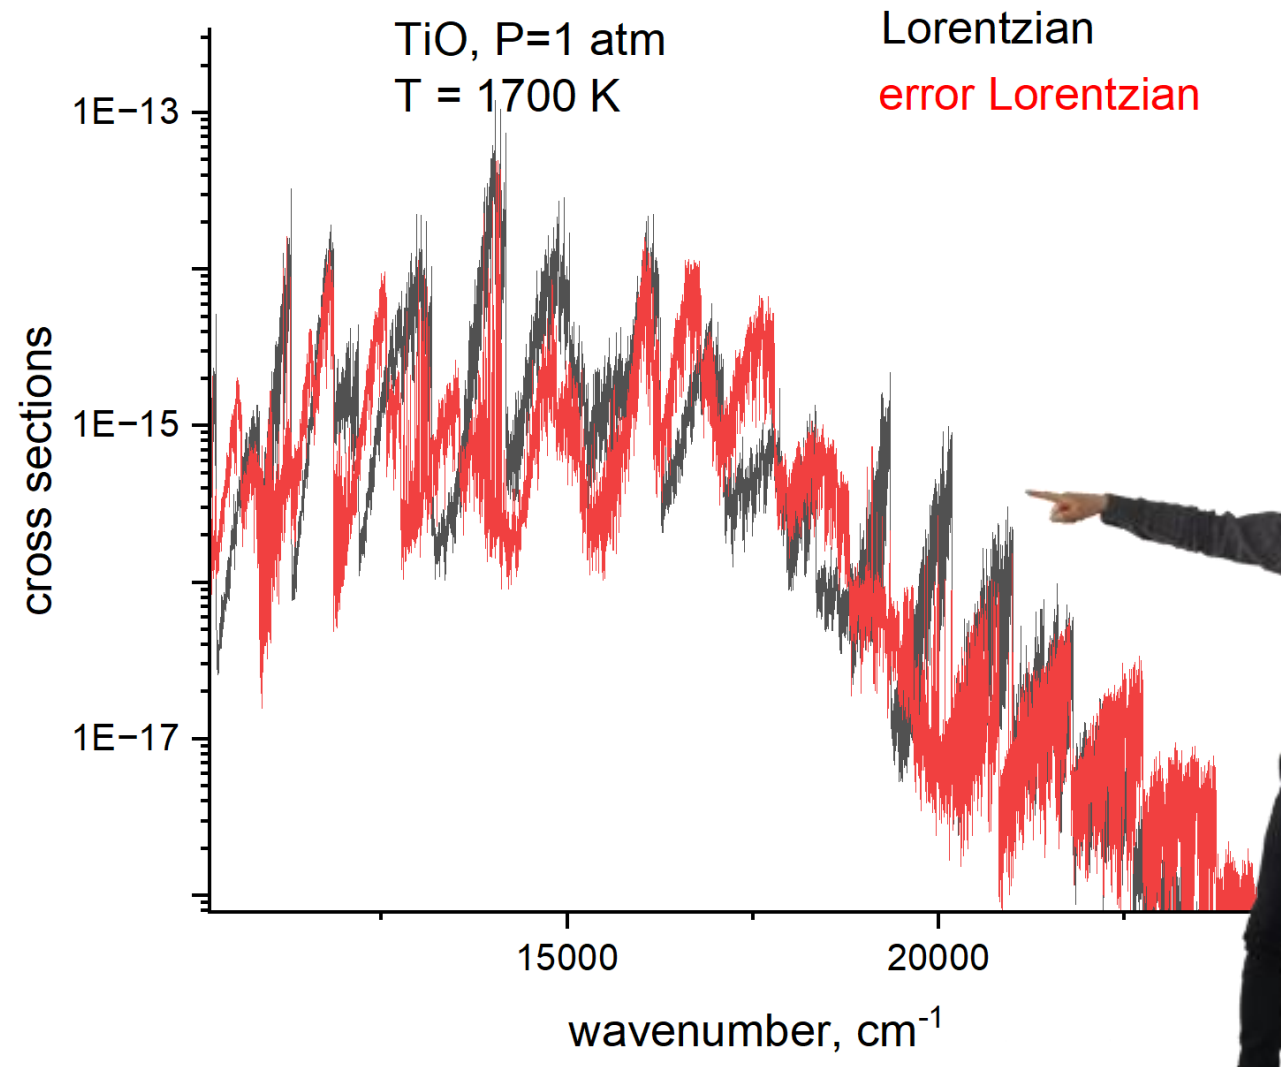 TiO, P=1 atm
T = 1700 K
Lorentzian
error Lorentzian
1E−13
1E−15
1E−17
cross sections
15000
20000
wavenumber, cm-1